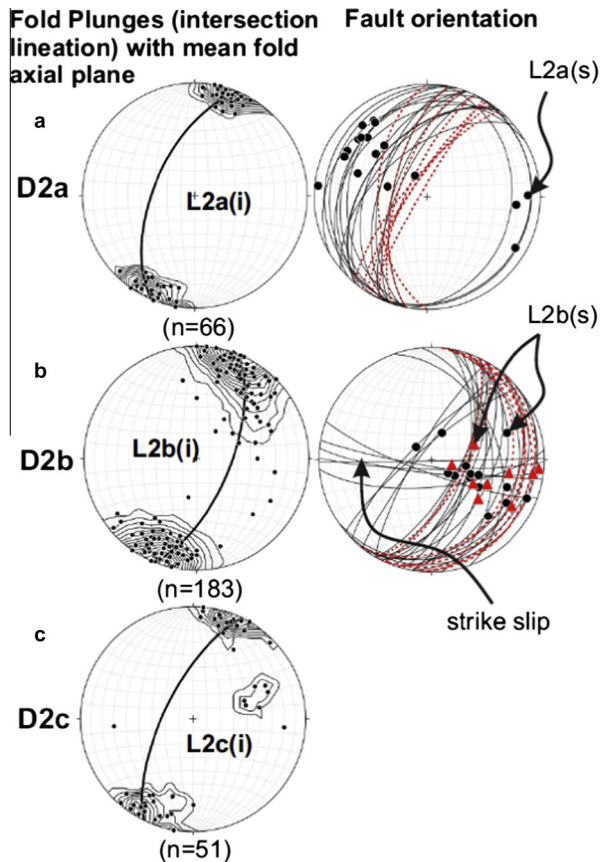 Fold Plunges (intersection
lineation) with mean fold
axial plane
Fault orientation
L2a(s)
a
D2a
L2a(i)
(n=66)
L2b(s)
b
D2b
L2b(i)
(n=183)
strike slip
c
D2c
L2c(i)
(n=51)